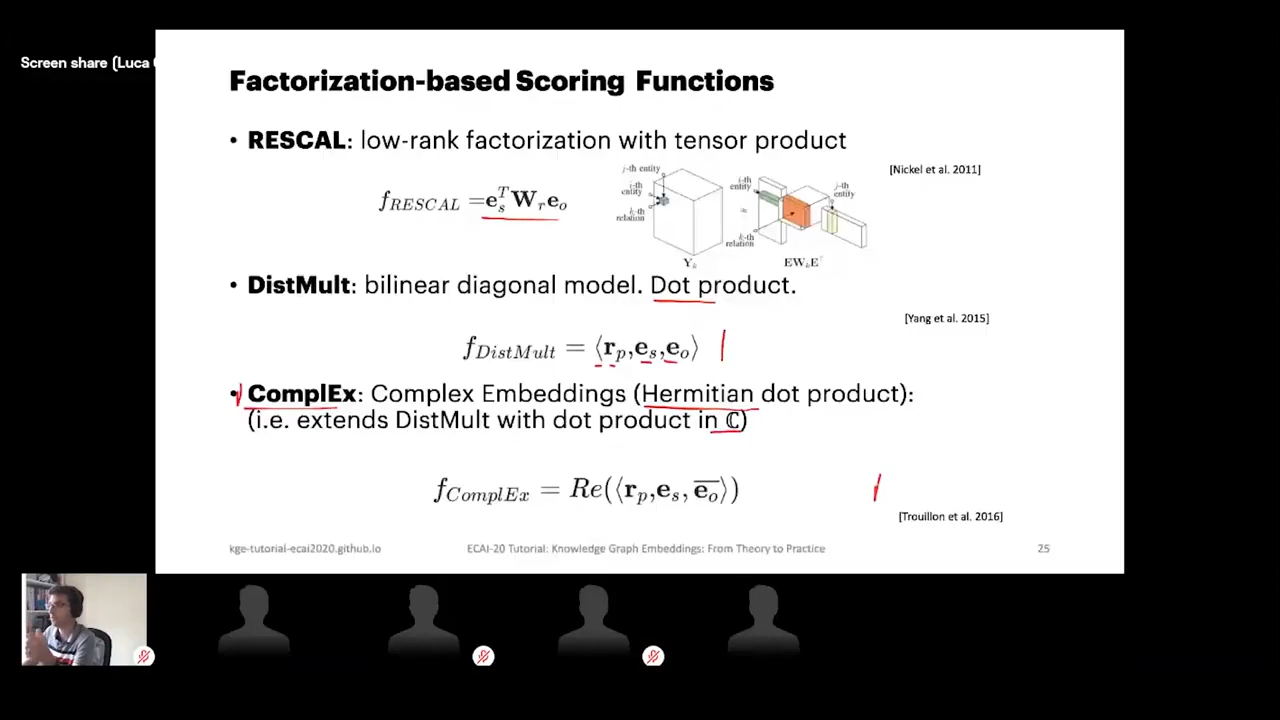 Screen share (Luca
Factorization-based Scoring Functions
• RESCAL: low-rank factorization with tensor product
[Nickel et al. 2011]
f_RESCAL = e_s^T W_r e_o
j-th entity
i-th entity
k-th relation
Y_k
≈
i-th entity
j-th entity
k-th relation
EW_kE^T
• DistMult: bilinear diagonal model. Dot product.
[Yang et al. 2015]
f_DistMult = ⟨r_p,e_s,e_o⟩
• ComplEx: Complex Embeddings (Hermitian dot product):
(i.e. extends DistMult with dot product in ℂ)
f_ComplEx = Re(⟨r_p,e_s, e̅_o̅⟩)
[Trouillon et al. 2016]
kge-tutorial-ecai2020.github.io
ECAI-20 Tutorial: Knowledge Graph Embeddings: From Theory to Practice
25